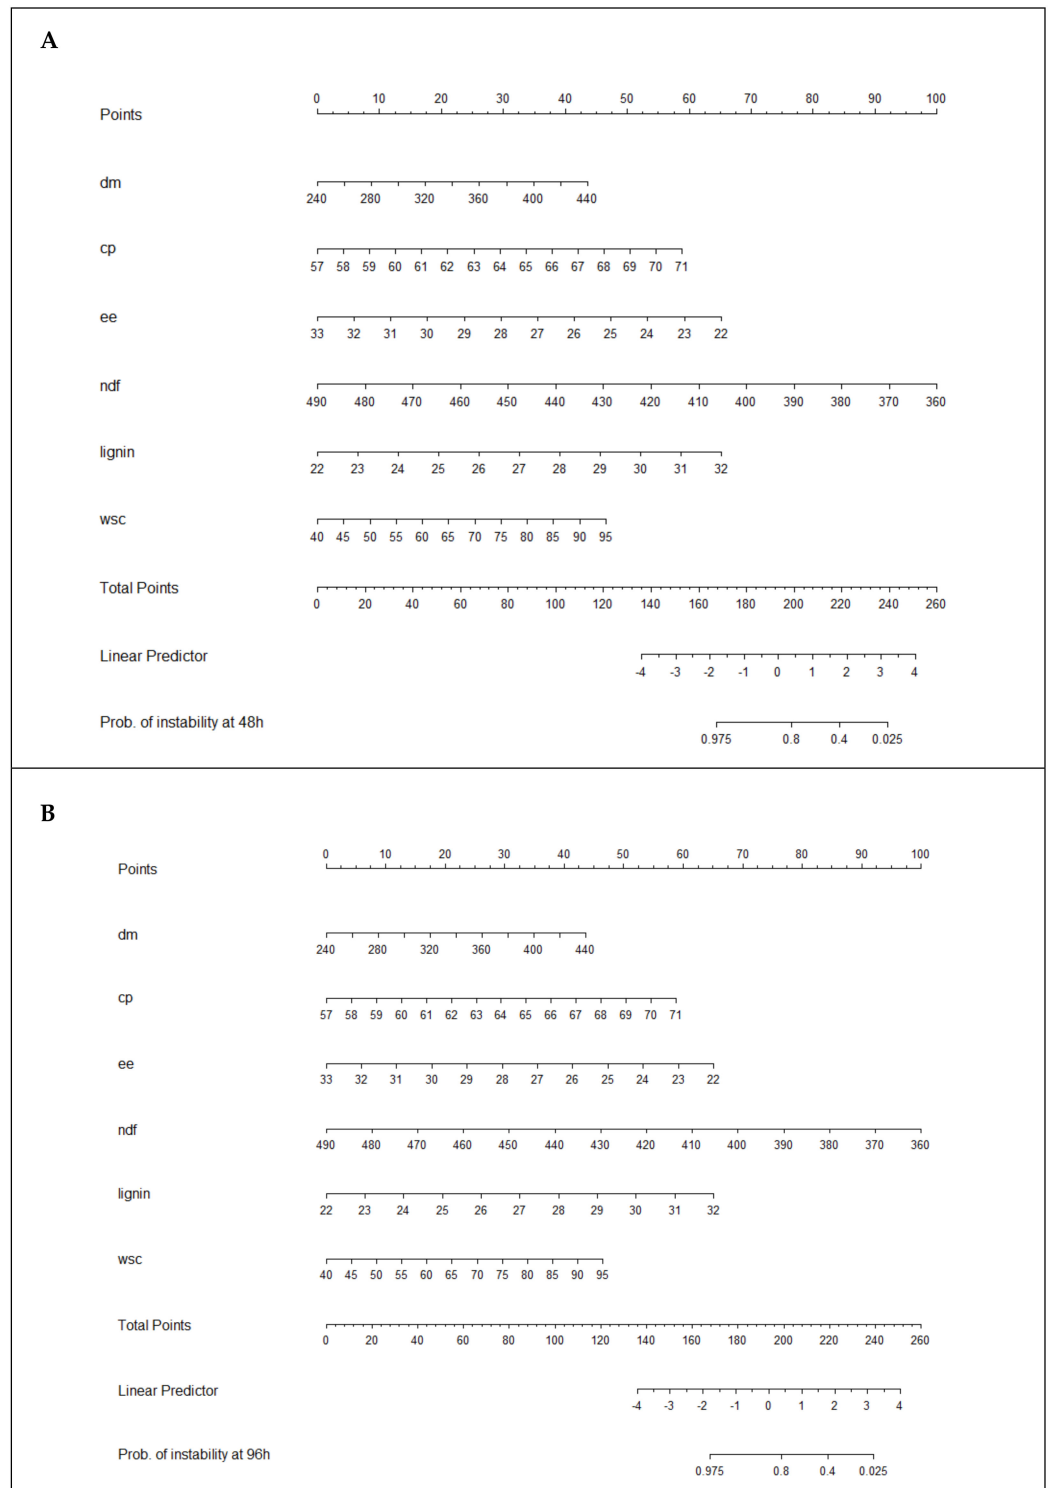 A
0 10 20 30 40 50 60 70 80 90 100
Points
dm
240 280 320 360 400 440
cp
57 58 59 60 61 62 63 64 65 66 67 68 69 70 71
ee
33 32 31 30 29 28 27 26 25 24 23 22
ndf
490 480 470 460 450 440 430 420 410 400 390 380 370 360
lignin
22 23 24 25 26 27 28 29 30 31 32
wsc
40 45 50 55 60 65 70 75 80 85 90 95
Total Points
0 20 40 60 80 100 120 140 160 180 200 220 240 260
Linear Predictor
-4 -3 -2 -1 0 1 2 3 4
Prob. of instability at 48h
0.975 0.8 0.4 0.025
B
0 10 20 30 40 50 60 70 80 90 100
Points
dm
240 280 320 360 400 440
cp
57 58 59 60 61 62 63 64 65 66 67 68 69 70 71
ee
33 32 31 30 29 28 27 26 25 24 23 22
ndf
490 480 470 460 450 440 430 420 410 400 390 380 370 360
lignin
22 23 24 25 26 27 28 29 30 31 32
wsc
40 45 50 55 60 65 70 75 80 85 90 95
Total Points
0 20 40 60 80 100 120 140 160 180 200 220 240 260
Linear Predictor
-4 -3 -2 -1 0 1 2 3 4
Prob. of instability at 96h
0.975 0.8 0.4 0.025